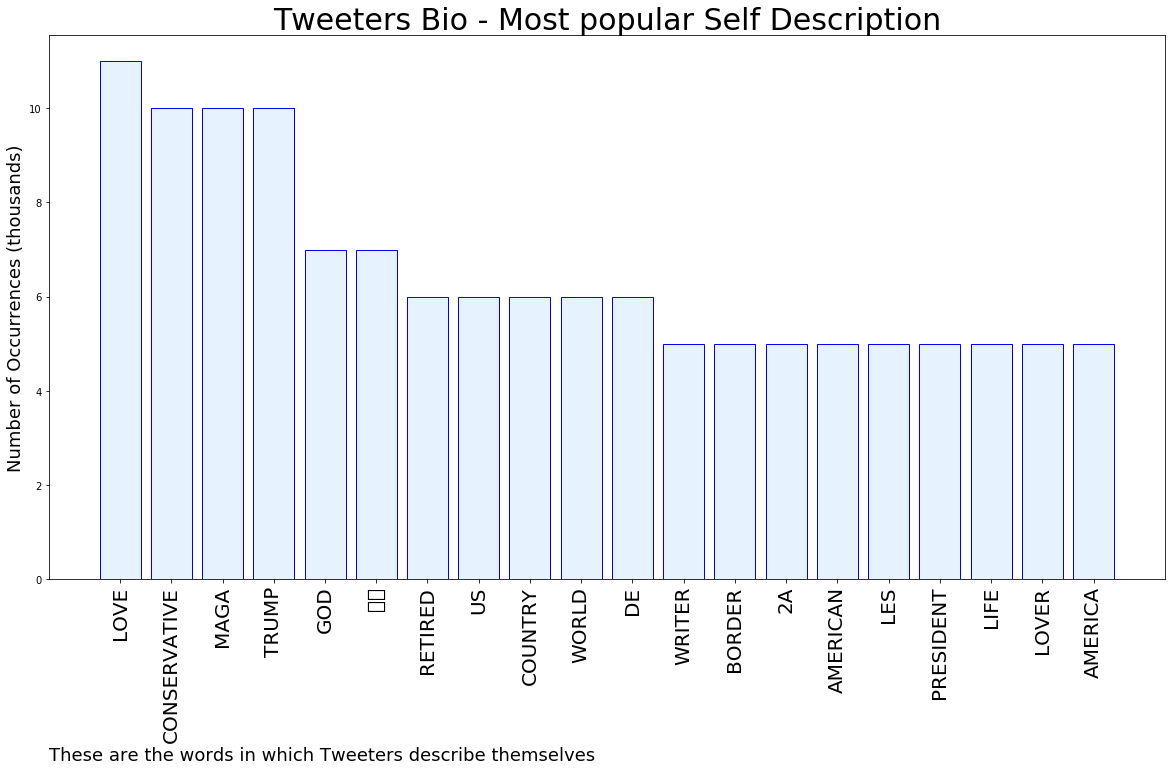 Tweeters Bio - Most popular Self Description
Number of Occurrences (thousands)
10
8
6
4
2
0
LOVE
CONSERVATIVE
MAGA
TRUMP
GOD
RETIRED
US
COUNTRY
WORLD
DE
WRITER
BORDER
2A
AMERICAN
LES
PRESIDENT
LIFE
LOVER
AMERICA
These are the words in which Tweeters describe themselves